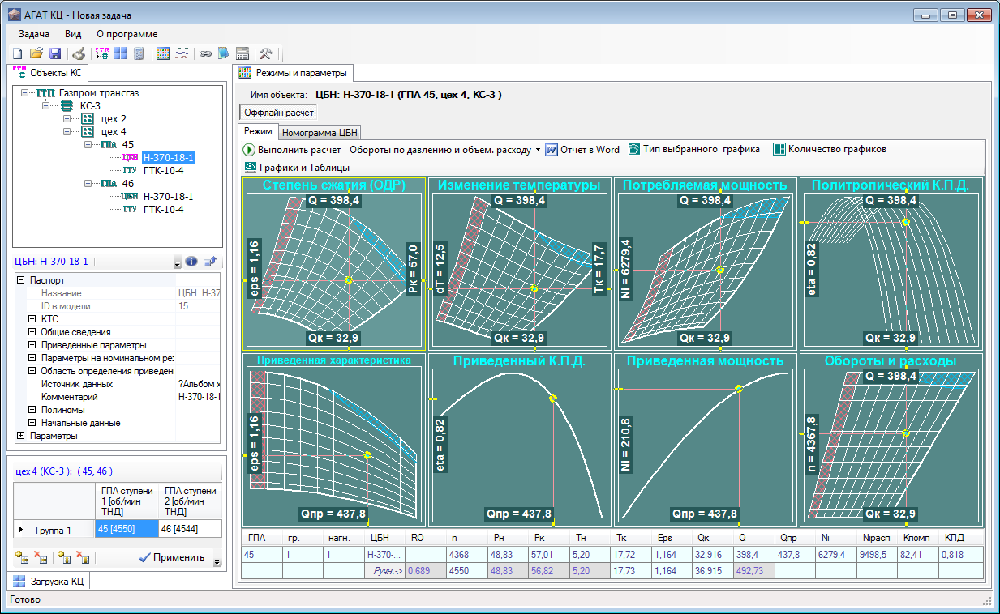 АГАТ КЦ - Новая задача
Задача Вид О программе
Объекты КС
Газпром трансгаз
КС-3
цех 2
цех 4
ГПА 45
ЦБН Н-370-18-1
ГТУ ГТК-10-4
ГПА 46
ЦБН Н-370-18-1
ГТУ ГТК-10-4
ЦБН: Н-370-18-1
Паспорт
Название ЦБН: Н-37
ID в модели 15
КТС
Общие сведения
Приведенные параметры
Параметры на номинальном реж
Область определения приведенн
Источник данных ?Альбом х
Комментарий Н-370-18-1
Полиномы
Начальные данные
Параметры
цех 4 (КС-3 ): ( 45, 46 )
ГПА ступени 1 [об/мин ТНД] ГПА ступени 2 [об/мин ТНД]
Группа 1 45 [4550] 46 [4544]
Применить
Загрузка КЦ
Готово
Режимы и параметры
Имя объекта: ЦБН: Н-370-18-1 (ГПА 45, цех 4, КС-3 )
Оффлайн расчет
Режим Номограмма ЦБН
Выполнить расчет Обороты по давлению и объем. расходу Отчет в Word Тип выбранного графика Количество графиков
Графики и Таблицы
Степень сжатия (ОДР)
Q = 398,4
eps = 1,16
Pк = 57,0
Qк = 32,9
Изменение температуры
Q = 398,4
dT = 12,5
Tк = 17,7
Qк = 32,9
Потребляемая мощность
Q = 398,4
NI = 6279,4
Qк = 32,9
Политропический К.П.Д.
Q = 398,4
eta = 0,82
Qк = 32,9
Приведенная характеристика
eps = 1,16
Qпр = 437,8
Приведенный К.П.Д.
eta = 0,82
Qпр = 437,8
Приведенная мощность
NI = 210,8
Qпр = 437,8
Обороты и расходы
Q = 398,4
n = 4367,8
Qк = 32,9
ГПА гр. нагн. ЦБН RO n Pн Pк Tн Tк Eps Qк Q Qпр Ni Niрасп Kпомп КПД
45 1 1 Н-370-... 4368 48,83 57,01 5,20 17,72 1,164 32,916 398,4 437,8 6279,4 9498,5 82,41 0,818
Ручн.-> 0,689 4550 48,83 56,82 5,20 17,73 1,164 36,915 492,73